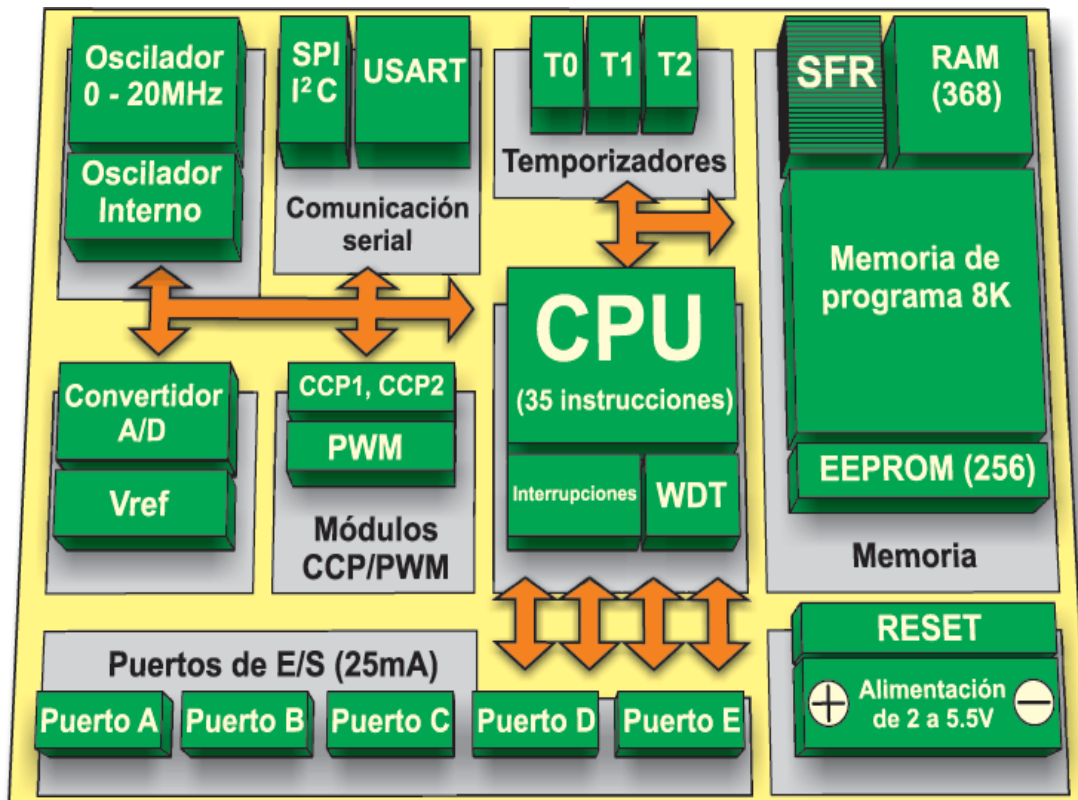 Oscilador
0 - 20MHz
Oscilador
Interno
SPI
I²C
USART
Comunicación
serial
T0
T1
T2
Temporizadores
SFR
RAM
(368)
Memoria de
programa 8K
EEPROM (256)
Memoria
CPU
(35 instrucciones)
Interrupciones
WDT
Convertidor
A/D
Vref
CCP1, CCP2
PWM
Módulos
CCP/PWM
Puertos de E/S (25mA)
Puerto A
Puerto B
Puerto C
Puerto D
Puerto E
RESET
+
Alimentación
de 2 a 5.5V
−